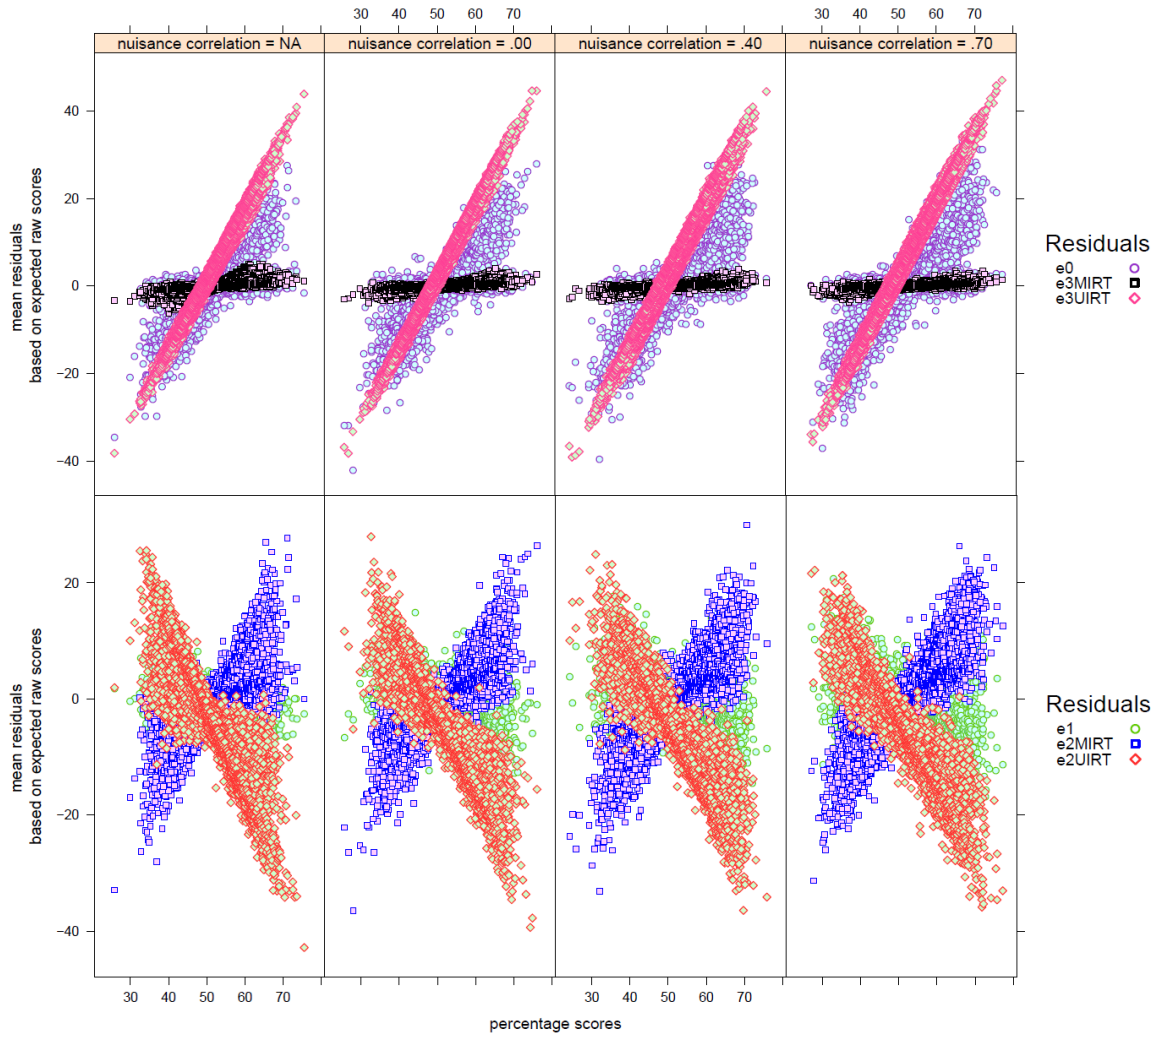 30 40 50 60 70 30 40 50 60 70
nuisance correlation = NA nuisance correlation = .00 nuisance correlation = .40 nuisance correlation = .70
40
20
0
−20
−40
mean residuals
based on expected raw scores
Residuals
e0
e3MIRT
e3UIRT
20
0
−20
−40
mean residuals
based on expected raw scores
Residuals
e1
e2MIRT
e2UIRT
30 40 50 60 70 30 40 50 60 70
percentage scores